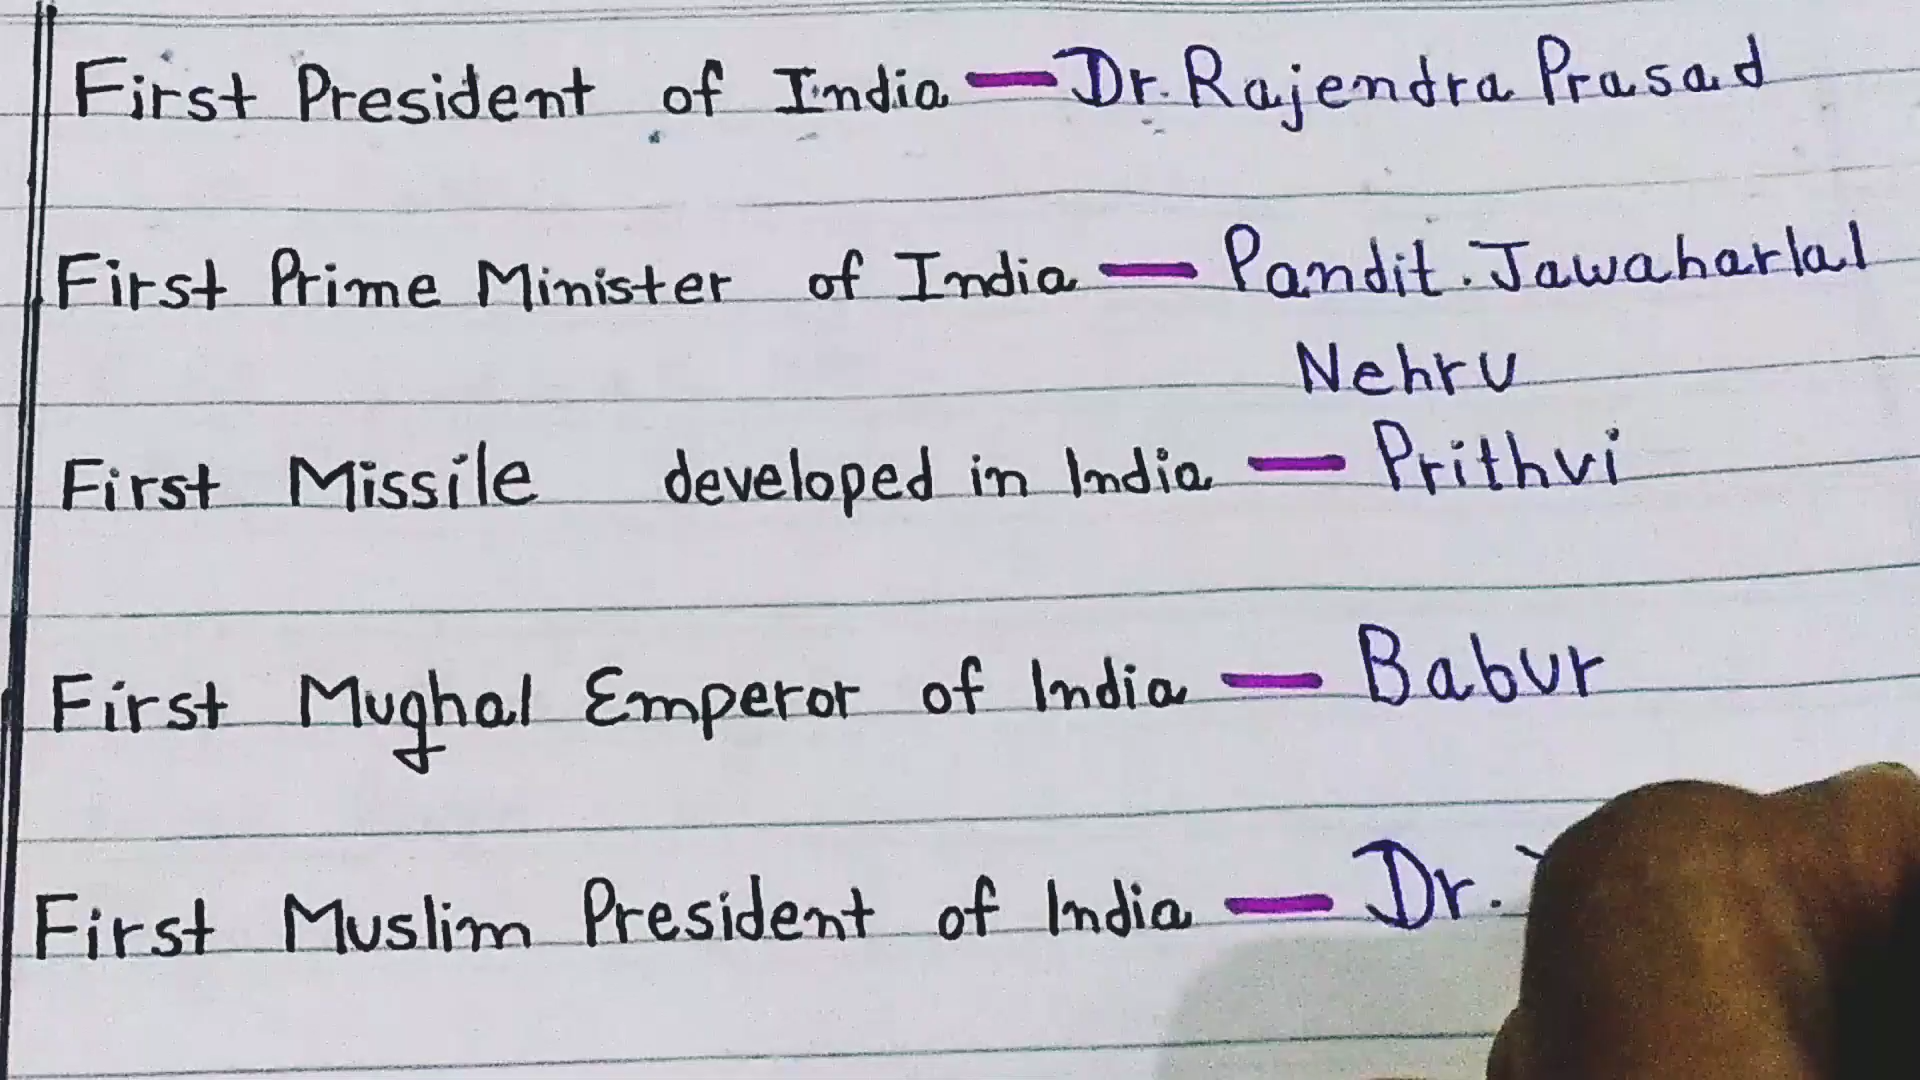 First President of India — Dr. Rajendra Prasad
First Prime Minister of India — Pandit. Jawaharlal
Nehru
First Missile developed in India — Prithvi
First Mughal Emperor of India — Babur
First Muslim President of India — Dr.